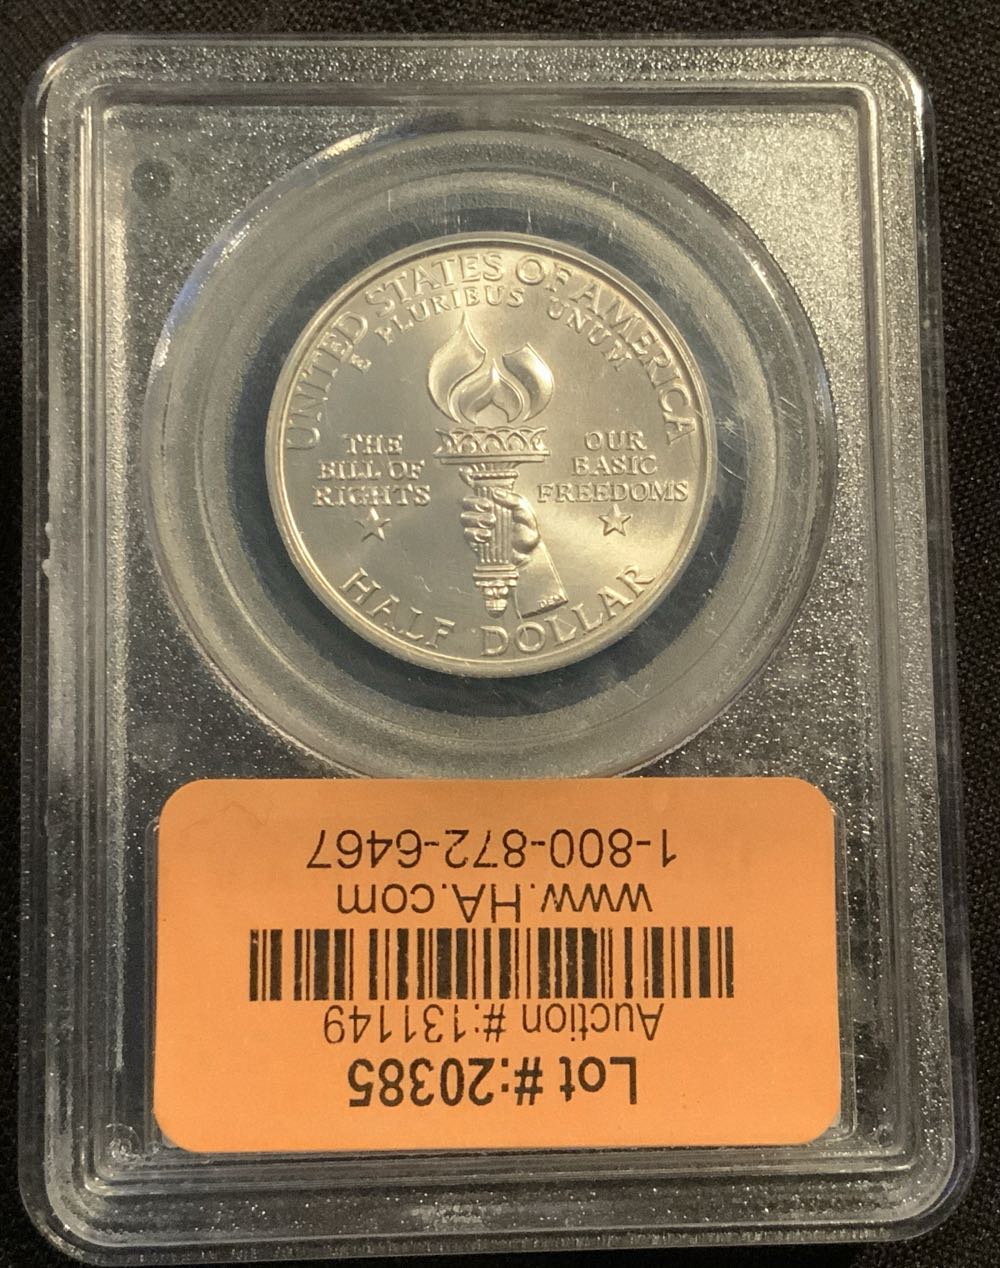 UNITED STATES OF AMERICA
E PLURIBUS UNUM
THE
BILL OF
RIGHTS
OUR
BASIC
FREEDOMS
HALF DOLLAR
Lot #:20385
Auction #:131149
www.HA.com
1-800-872-6467